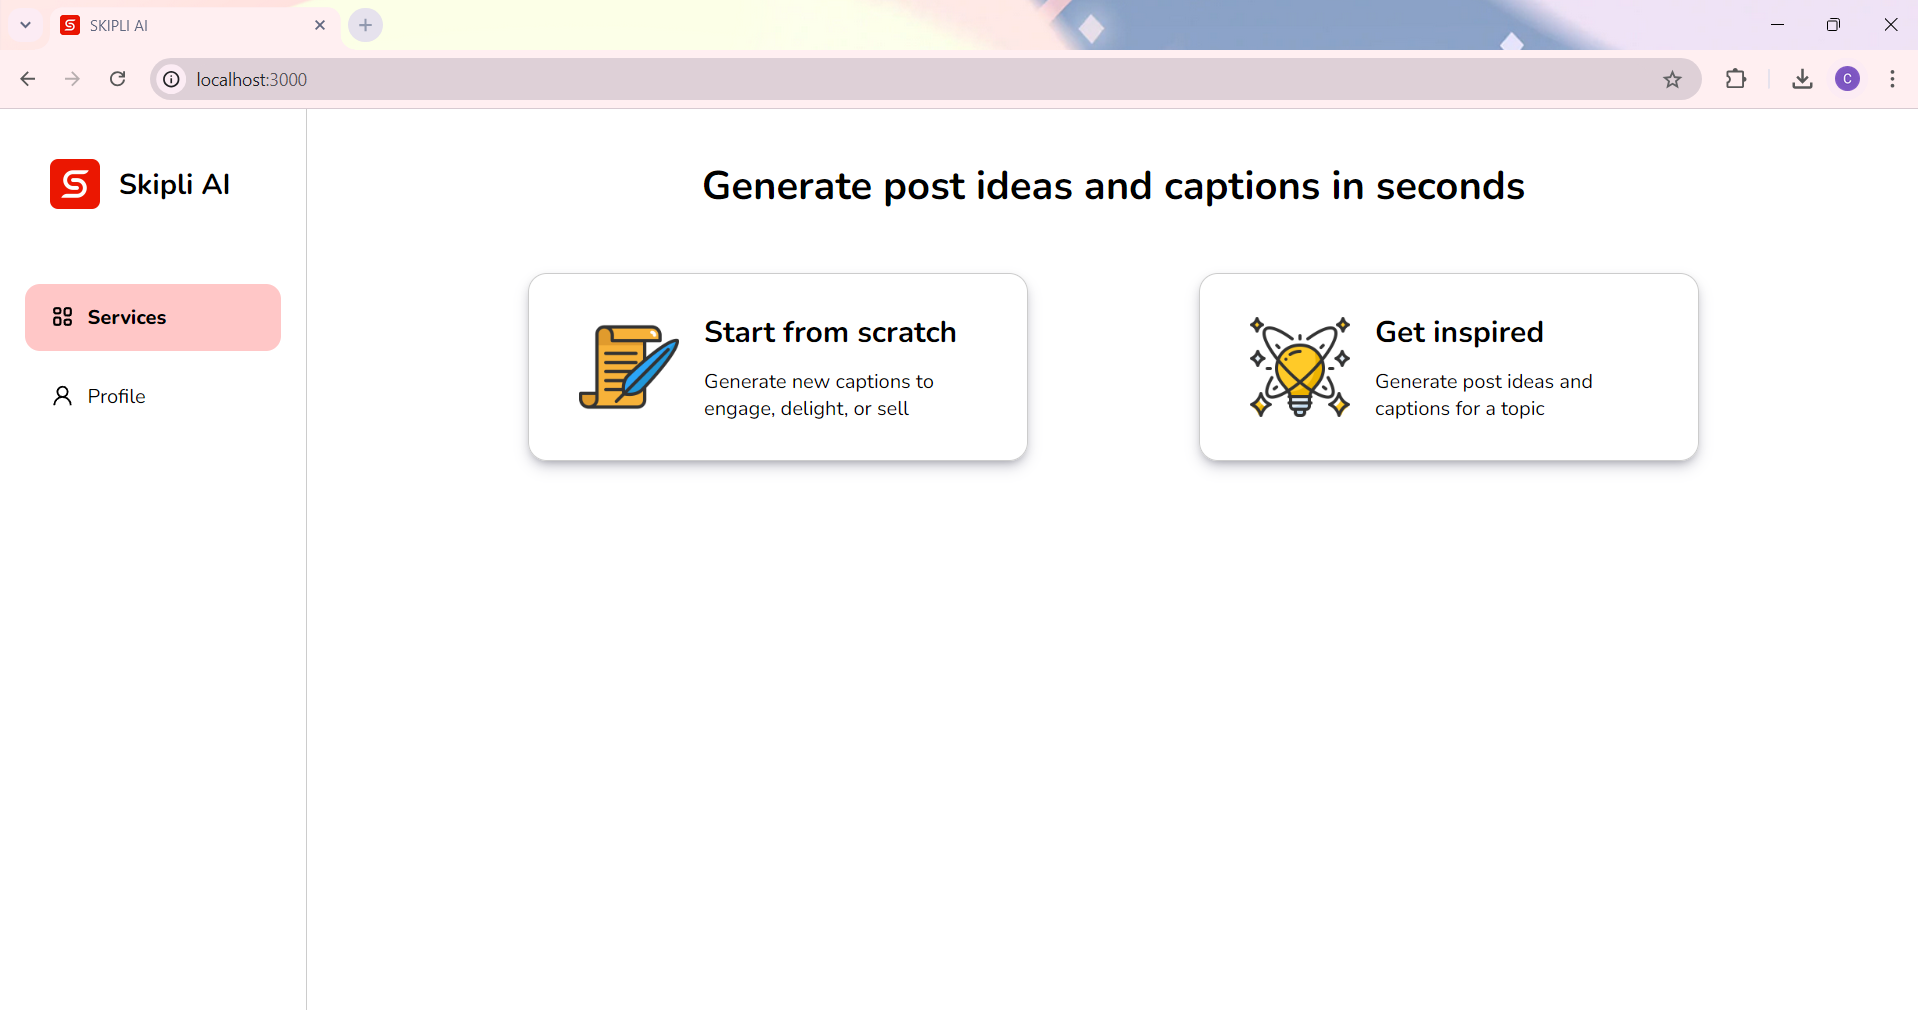 SKIPLI AI
localhost:3000
C
Skipli AI
Services
Profile
Generate post ideas and captions in seconds
Start from scratch
Generate new captions to
engage, delight, or sell
Get inspired
Generate post ideas and
captions for a topic